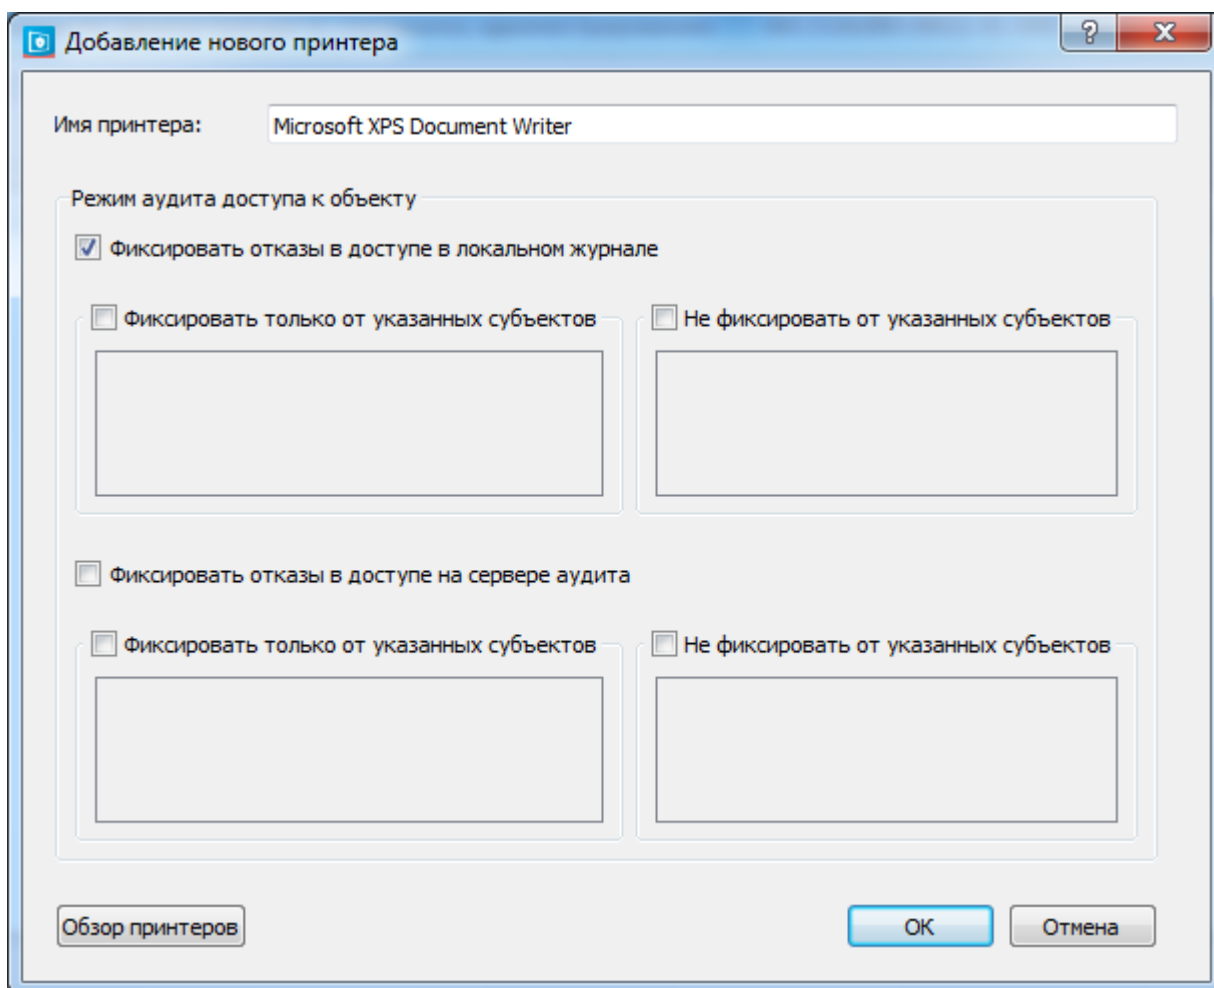 Добавление нового принтера
Имя принтера: Microsoft XPS Document Writer
Режим аудита доступа к объекту
Фиксировать отказы в доступе в локальном журнале
Фиксировать только от указанных субъектов Не фиксировать от указанных субъектов
Фиксировать отказы в доступе на сервере аудита
Фиксировать только от указанных субъектов Не фиксировать от указанных субъектов
Обзор принтеров ОК Отмена